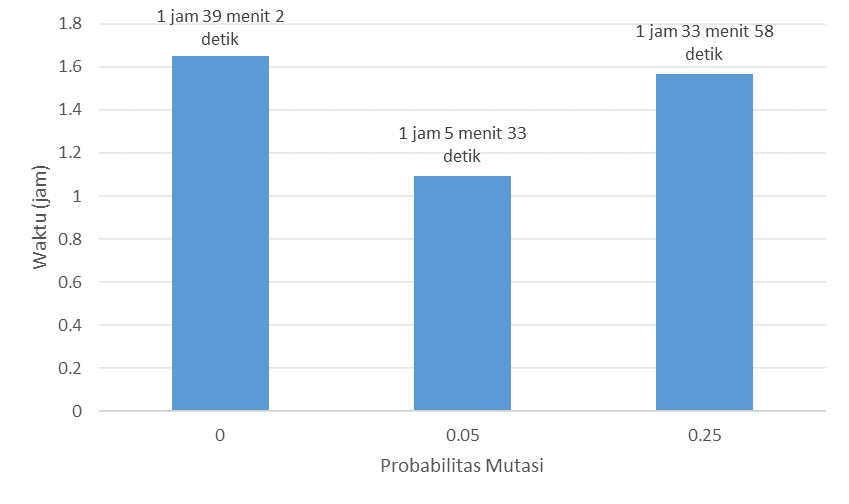 1 jam 39 menit 2
detik
1 jam 5 menit 33
detik
1 jam 33 menit 58
detik
Waktu (jam)
1.8
1.6
1.4
1.2
1
0.8
0.6
0.4
0.2
0
0
0.05
0.25
Probabilitas Mutasi